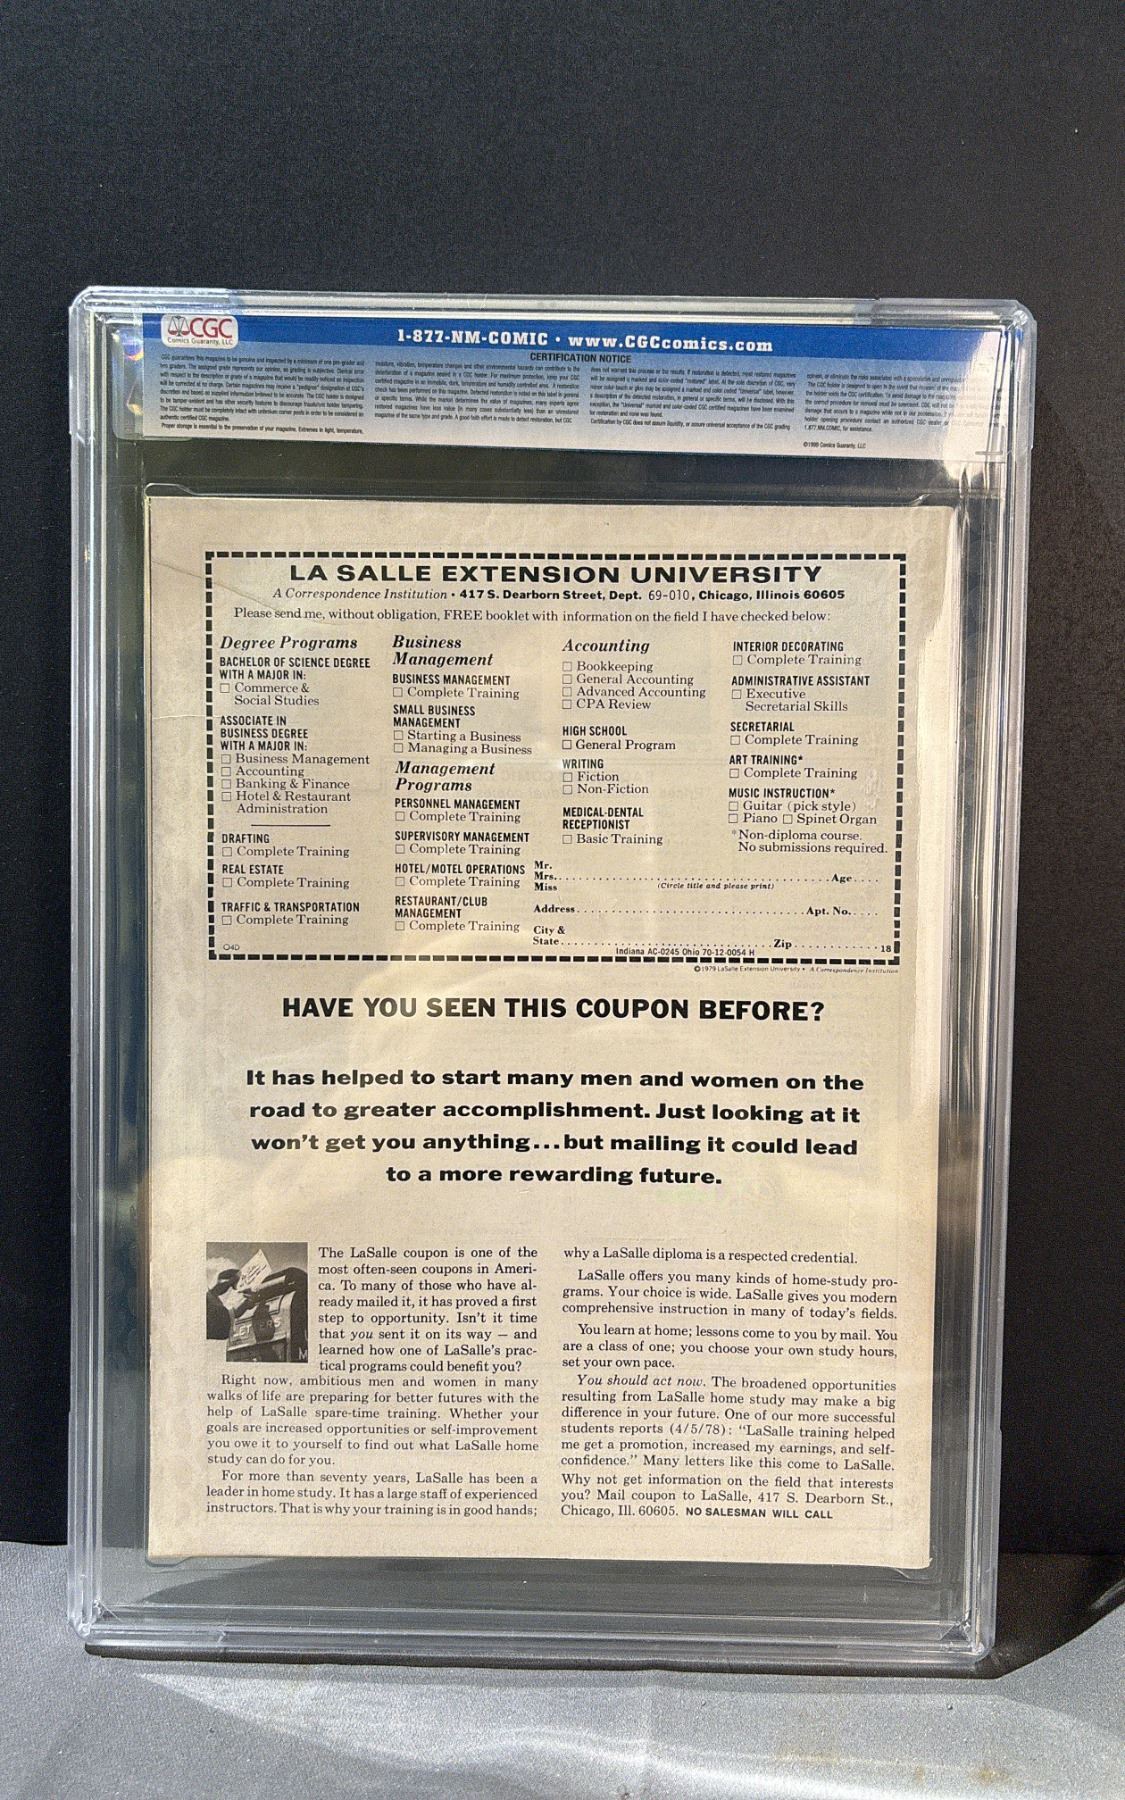 CGC
Comics Guaranty, LLC
1-877-NM-COMIC • www.CGCcomics.com
CERTIFICATION NOTICE
Proper storage is essential to the preservation of your magazine. Extremes in light, temperature,
©1999 Comics Guaranty, LLC
LA SALLE EXTENSION UNIVERSITY
A Correspondence Institution • 417 S. Dearborn Street, Dept. 69-010, Chicago, Illinois 60605
Please send me, without obligation, FREE booklet with information on the field I have checked below:
Degree Programs
BACHELOR OF SCIENCE DEGREE
WITH A MAJOR IN:
☐ Commerce &
Social Studies
ASSOCIATE IN
BUSINESS DEGREE
WITH A MAJOR IN:
☐ Business Management
☐ Accounting
☐ Banking & Finance
☐ Hotel & Restaurant
Administration
DRAFTING
☐ Complete Training
REAL ESTATE
☐ Complete Training
TRAFFIC & TRANSPORTATION
☐ Complete Training
O4D
Business
Management
BUSINESS MANAGEMENT
☐ Complete Training
SMALL BUSINESS
MANAGEMENT
☐ Starting a Business
☐ Managing a Business
Management
Programs
PERSONNEL MANAGEMENT
☐ Complete Training
SUPERVISORY MANAGEMENT
☐ Complete Training
HOTEL/MOTEL OPERATIONS
☐ Complete Training
RESTAURANT/CLUB
MANAGEMENT
☐ Complete Training
Accounting
☐ Bookkeeping
☐ General Accounting
☐ Advanced Accounting
☐ CPA Review
HIGH SCHOOL
☐ General Program
WRITING
☐ Fiction
☐ Non-Fiction
MEDICAL-DENTAL
RECEPTIONIST
☐ Basic Training
INTERIOR DECORATING
☐ Complete Training
ADMINISTRATIVE ASSISTANT
☐ Executive
Secretarial Skills
SECRETARIAL
☐ Complete Training
ART TRAINING*
☐ Complete Training
MUSIC INSTRUCTION*
☐ Guitar (pick style)
☐ Piano ☐ Spinet Organ
*Non-diploma course.
No submissions required.
Mr.
Mrs. Age
Miss (Circle title and please print)
Address Apt. No.
City &
State Zip 18
Indiana AC-0245 Ohio 70-12-0054 H
©1979 LaSalle Extension University • A Correspondence Institution
HAVE YOU SEEN THIS COUPON BEFORE?
It has helped to start many men and women on the
road to greater accomplishment. Just looking at it
won't get you anything...but mailing it could lead
to a more rewarding future.
The LaSalle coupon is one of the
most often-seen coupons in Ameri-
ca. To many of those who have al-
ready mailed it, it has proved a first
step to opportunity. Isn't it time
that you sent it on its way — and
learned how one of LaSalle's prac-
tical programs could benefit you?
Right now, ambitious men and women in many
walks of life are preparing for better futures with the
help of LaSalle spare-time training. Whether your
goals are increased opportunities or self-improvement
you owe it to yourself to find out what LaSalle home
study can do for you.
For more than seventy years, LaSalle has been a
leader in home study. It has a large staff of experienced
instructors. That is why your training is in good hands;
why a LaSalle diploma is a respected credential.
LaSalle offers you many kinds of home-study pro-
grams. Your choice is wide. LaSalle gives you modern
comprehensive instruction in many of today's fields.
You learn at home; lessons come to you by mail. You
are a class of one; you choose your own study hours,
set your own pace.
You should act now. The broadened opportunities
resulting from LaSalle home study may make a big
difference in your future. One of our more successful
students reports (4/5/78): "LaSalle training helped
me get a promotion, increased my earnings, and self-
confidence." Many letters like this come to LaSalle.
Why not get information on the field that interests
you? Mail coupon to LaSalle, 417 S. Dearborn St.,
Chicago, Ill. 60605. NO SALESMAN WILL CALL